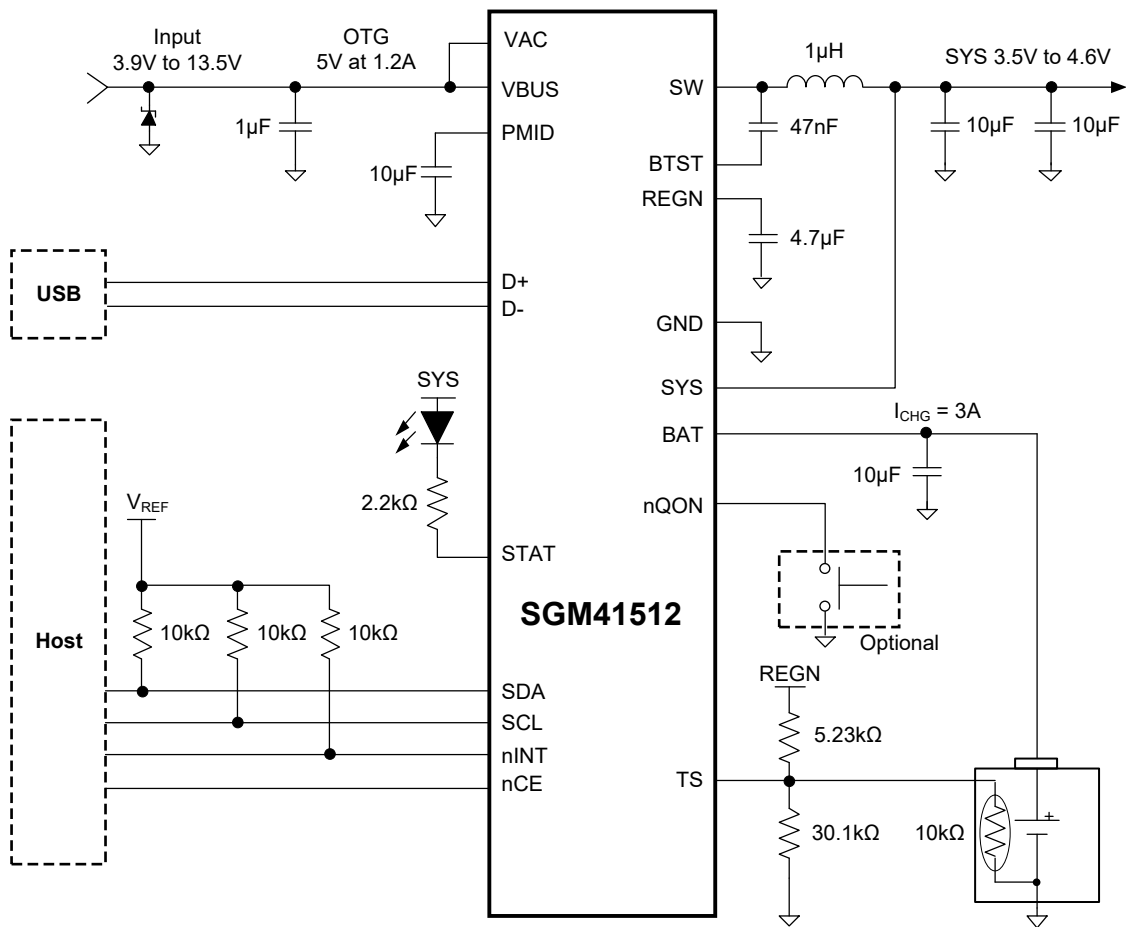 Input
3.9V to 13.5V
OTG
5V at 1.2A
VAC
VBUS
PMID
1µF
10µF
SW
1µH
SYS 3.5V to 4.6V
47nF
10µF
10µF
BTST
REGN
4.7µF
USB
D+
D-
GND
SYS
SYS
I_CHG = 3A
BAT
10µF
nQON
2.2kΩ
STAT
V_REF
SGM41512
Optional
Host
10kΩ
10kΩ
10kΩ
REGN
5.23kΩ
SDA
SCL
nINT
nCE
TS
30.1kΩ
10kΩ
+